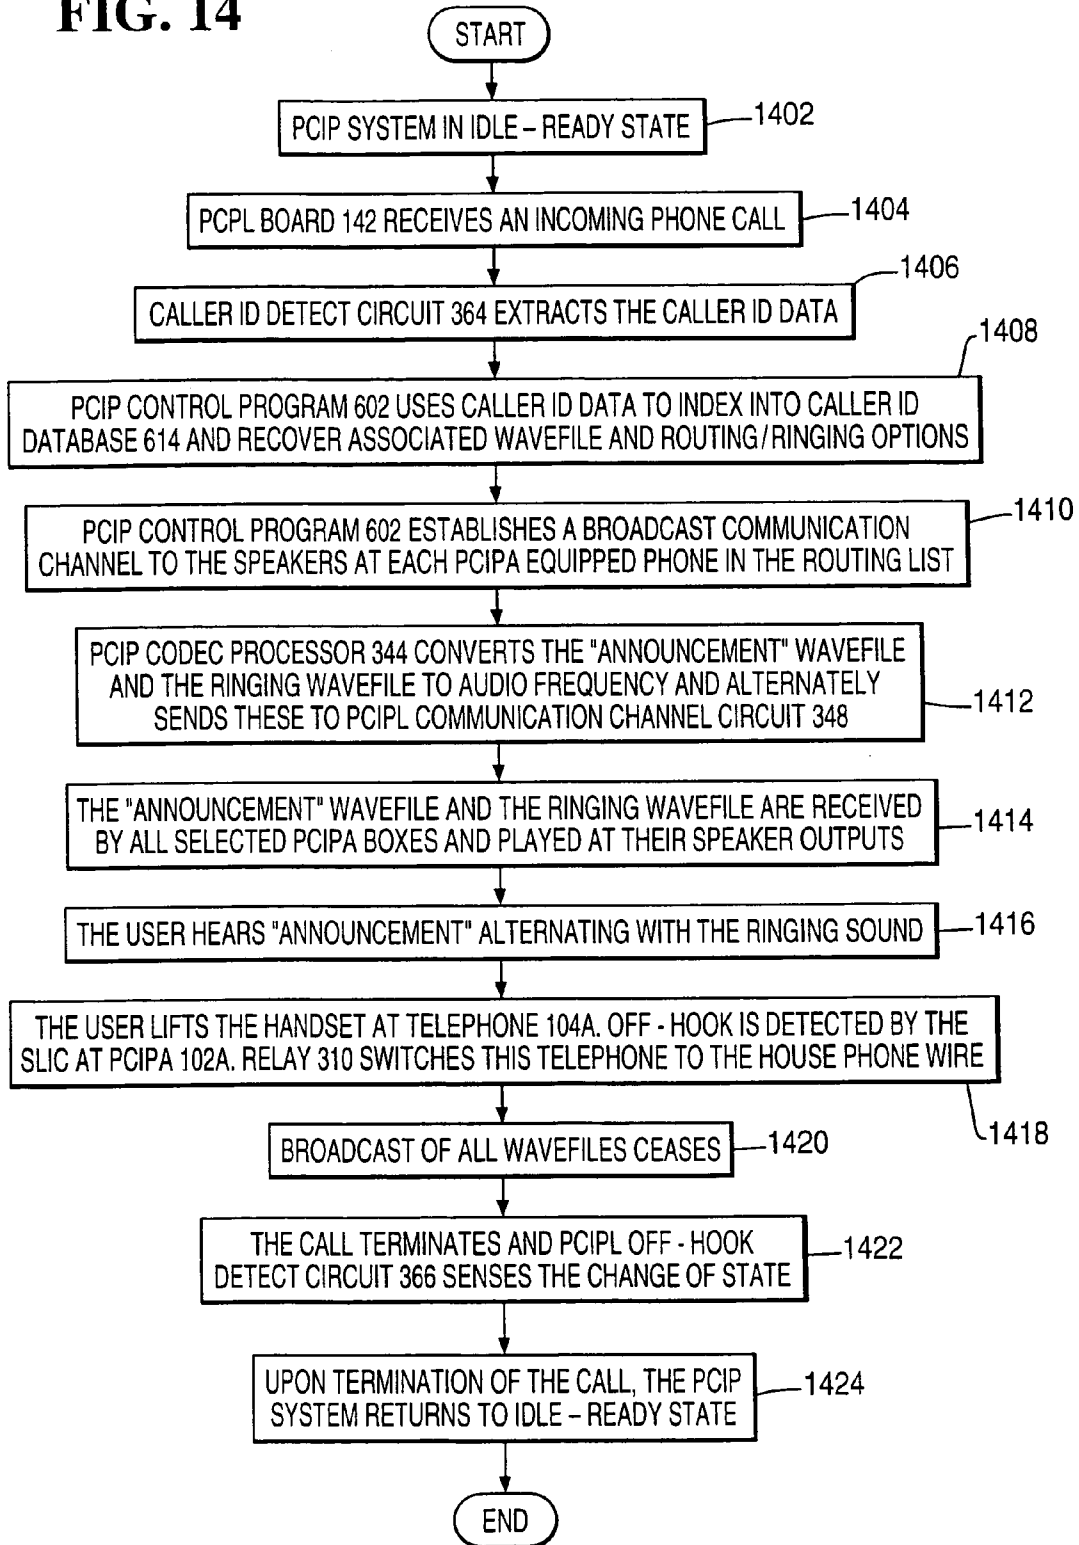 FIG. 14
START
PCIP SYSTEM IN IDLE – READY STATE
1402
PCPL BOARD 142 RECEIVES AN INCOMING PHONE CALL
1404
CALLER ID DETECT CIRCUIT 364 EXTRACTS THE CALLER ID DATA
1406
PCIP CONTROL PROGRAM 602 USES CALLER ID DATA TO INDEX INTO CALLER ID
DATABASE 614 AND RECOVER ASSOCIATED WAVEFILE AND ROUTING/RINGING OPTIONS
1408
PCIP CONTROL PROGRAM 602 ESTABLISHES A BROADCAST COMMUNICATION
CHANNEL TO THE SPEAKERS AT EACH PCIPA EQUIPPED PHONE IN THE ROUTING LIST
1410
PCIP CODEC PROCESSOR 344 CONVERTS THE "ANNOUNCEMENT" WAVEFILE
AND THE RINGING WAVEFILE TO AUDIO FREQUENCY AND ALTERNATELY
SENDS THESE TO PCIPL COMMUNICATION CHANNEL CIRCUIT 348
1412
THE "ANNOUNCEMENT" WAVEFILE AND THE RINGING WAVEFILE ARE RECEIVED
BY ALL SELECTED PCIPA BOXES AND PLAYED AT THEIR SPEAKER OUTPUTS
1414
THE USER HEARS "ANNOUNCEMENT" ALTERNATING WITH THE RINGING SOUND
1416
THE USER LIFTS THE HANDSET AT TELEPHONE 104A. OFF - HOOK IS DETECTED BY THE
SLIC AT PCIPA 102A. RELAY 310 SWITCHES THIS TELEPHONE TO THE HOUSE PHONE WIRE
1418
BROADCAST OF ALL WAVEFILES CEASES
1420
THE CALL TERMINATES AND PCIPL OFF - HOOK
DETECT CIRCUIT 366 SENSES THE CHANGE OF STATE
1422
UPON TERMINATION OF THE CALL, THE PCIP
SYSTEM RETURNS TO IDLE – READY STATE
1424
END